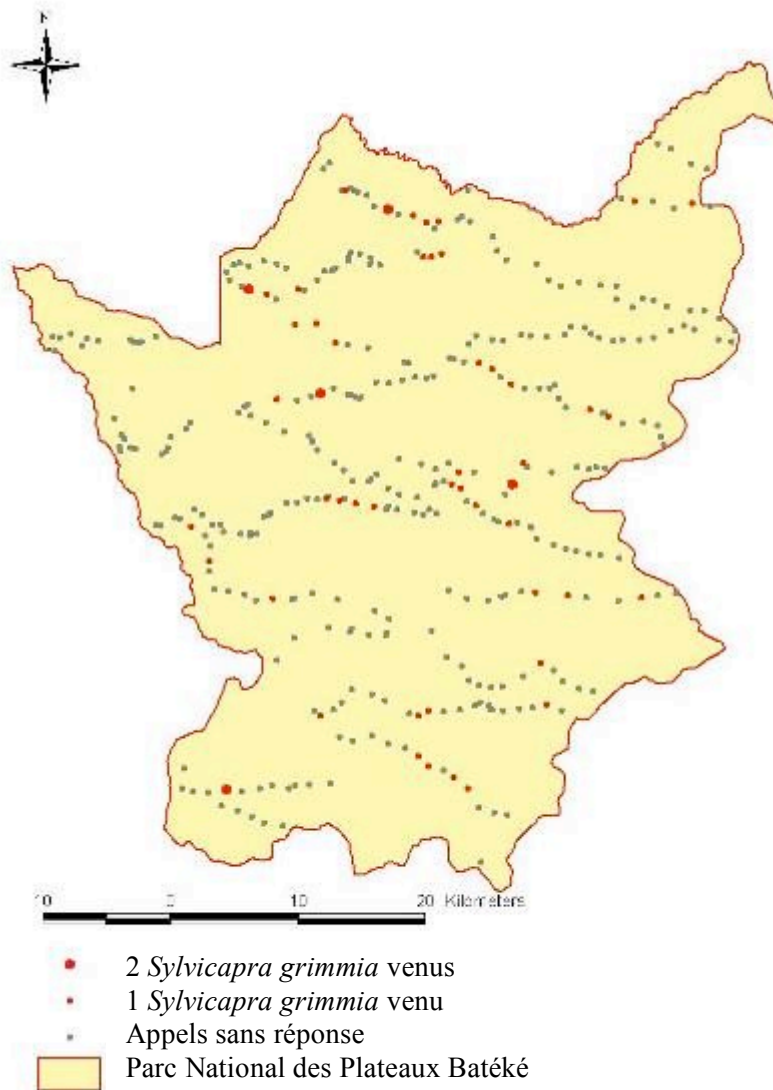 N
10 0 10 20 Kilometers
2 Sylvicapra grimmia venus
1 Sylvicapra grimmia venu
Appels sans réponse
Parc National des Plateaux Batéké